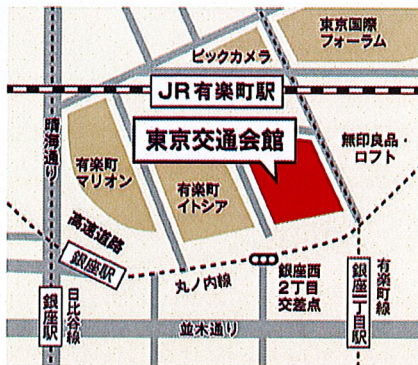 東京国際
フォーラム
ビックカメラ
JR有楽町駅
東京交通会館
無印良品・
ロフト
晴海通り
有楽町
マリオン
有楽町
イトシア
高速道路
銀座駅
丸ノ内線
銀座西
2丁目
交差点
有楽町線
銀座一丁目駅
日比谷線
銀座駅
並木通り